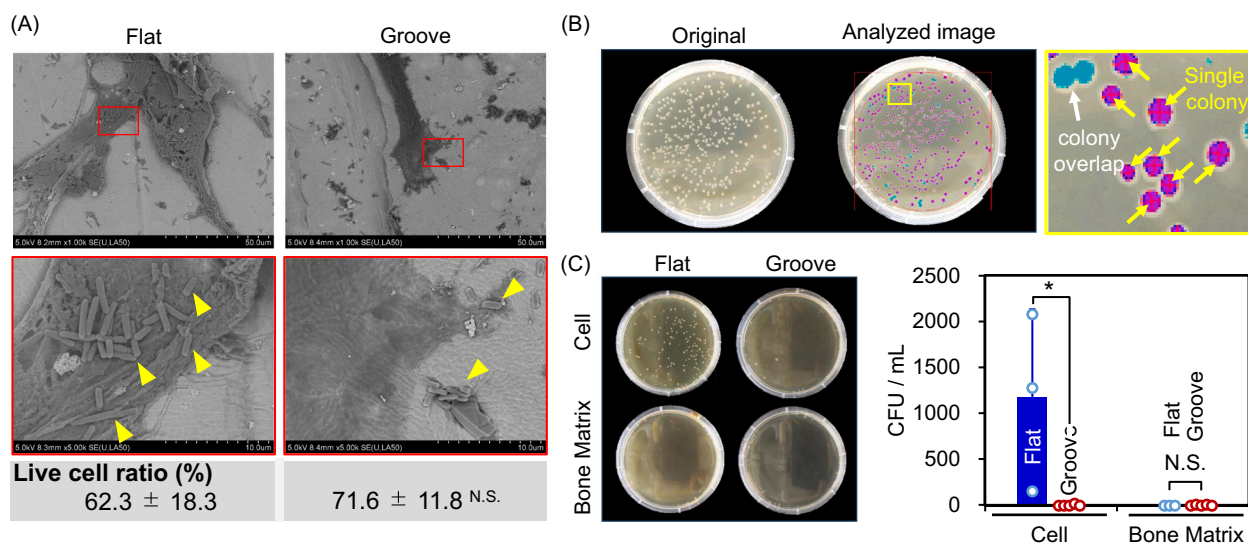 (A)
Flat
Groove
5.0kV 8.2mm x1.00k SE(U,LA50)
50.0um
5.0kV 8.4mm x1.00k SE(U,LA50)
50.0um
5.0kV 8.3mm x5.00k SE(U,LA50)
10.0um
5.0kV 8.4mm x5.00k SE(U,LA50)
10.0um
Live cell ratio (%)
62.3 ± 18.3
71.6 ± 11.8 N.S.
(B)
Original
Analyzed image
Single
colony
colony
overlap
(C)
Flat
Groove
Cell
Bone Matrix
CFU / mL
2500
2000
1500
1000
500
0
*
Flat
Groove
Flat
Groove
N.S.
Cell
Bone Matrix